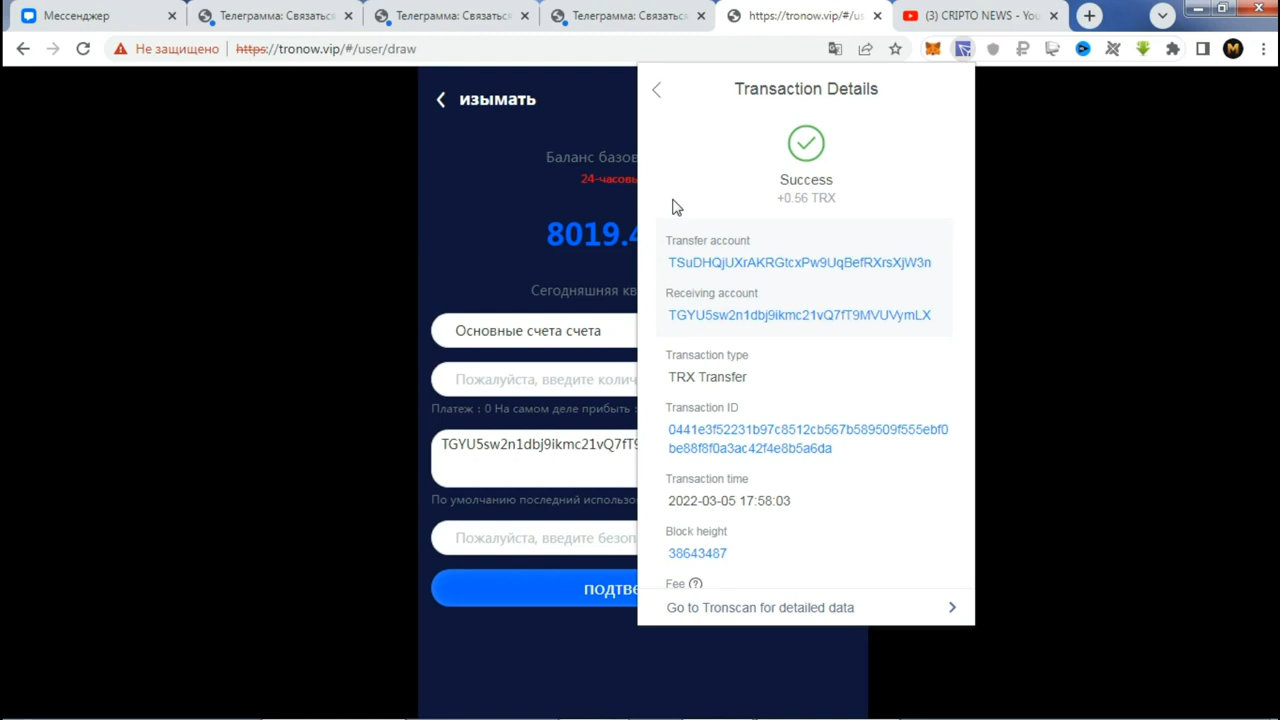 Мессенджер
Телеграмма: Связаться
Телеграмма: Связаться
Телеграмма: Связатьс
https://tronow.vip/#/us
(3) CRIPTO NEWS - You
Не защищено
https://tronow.vip/#/user/draw
изымать
Баланс базов
24-часовы
8019.4
Сегодняшняя кв
Основные счета счета
Пожалуйста, введите колич
Платеж : 0 На самом деле прибыть :
TGYU5sw2n1dbj9ikmc21vQ7fT9
По умолчанию последний использо
Пожалуйста, введите безоп
подтве
Transaction Details
Success
+0.56 TRX
Transfer account
TSuDHQjUXrAKRGtcxPw9UqBefRXrsXjW3n
Receiving account
TGYU5sw2n1dbj9ikmc21vQ7fT9MVUVymLX
Transaction type
TRX Transfer
Transaction ID
0441e3f52231b97c8512cb567b589509f555ebf0
be88f8f0a3ac42f4e8b5a6da
Transaction time
2022-03-05 17:58:03
Block height
38643487
Fee
Go to Tronscan for detailed data